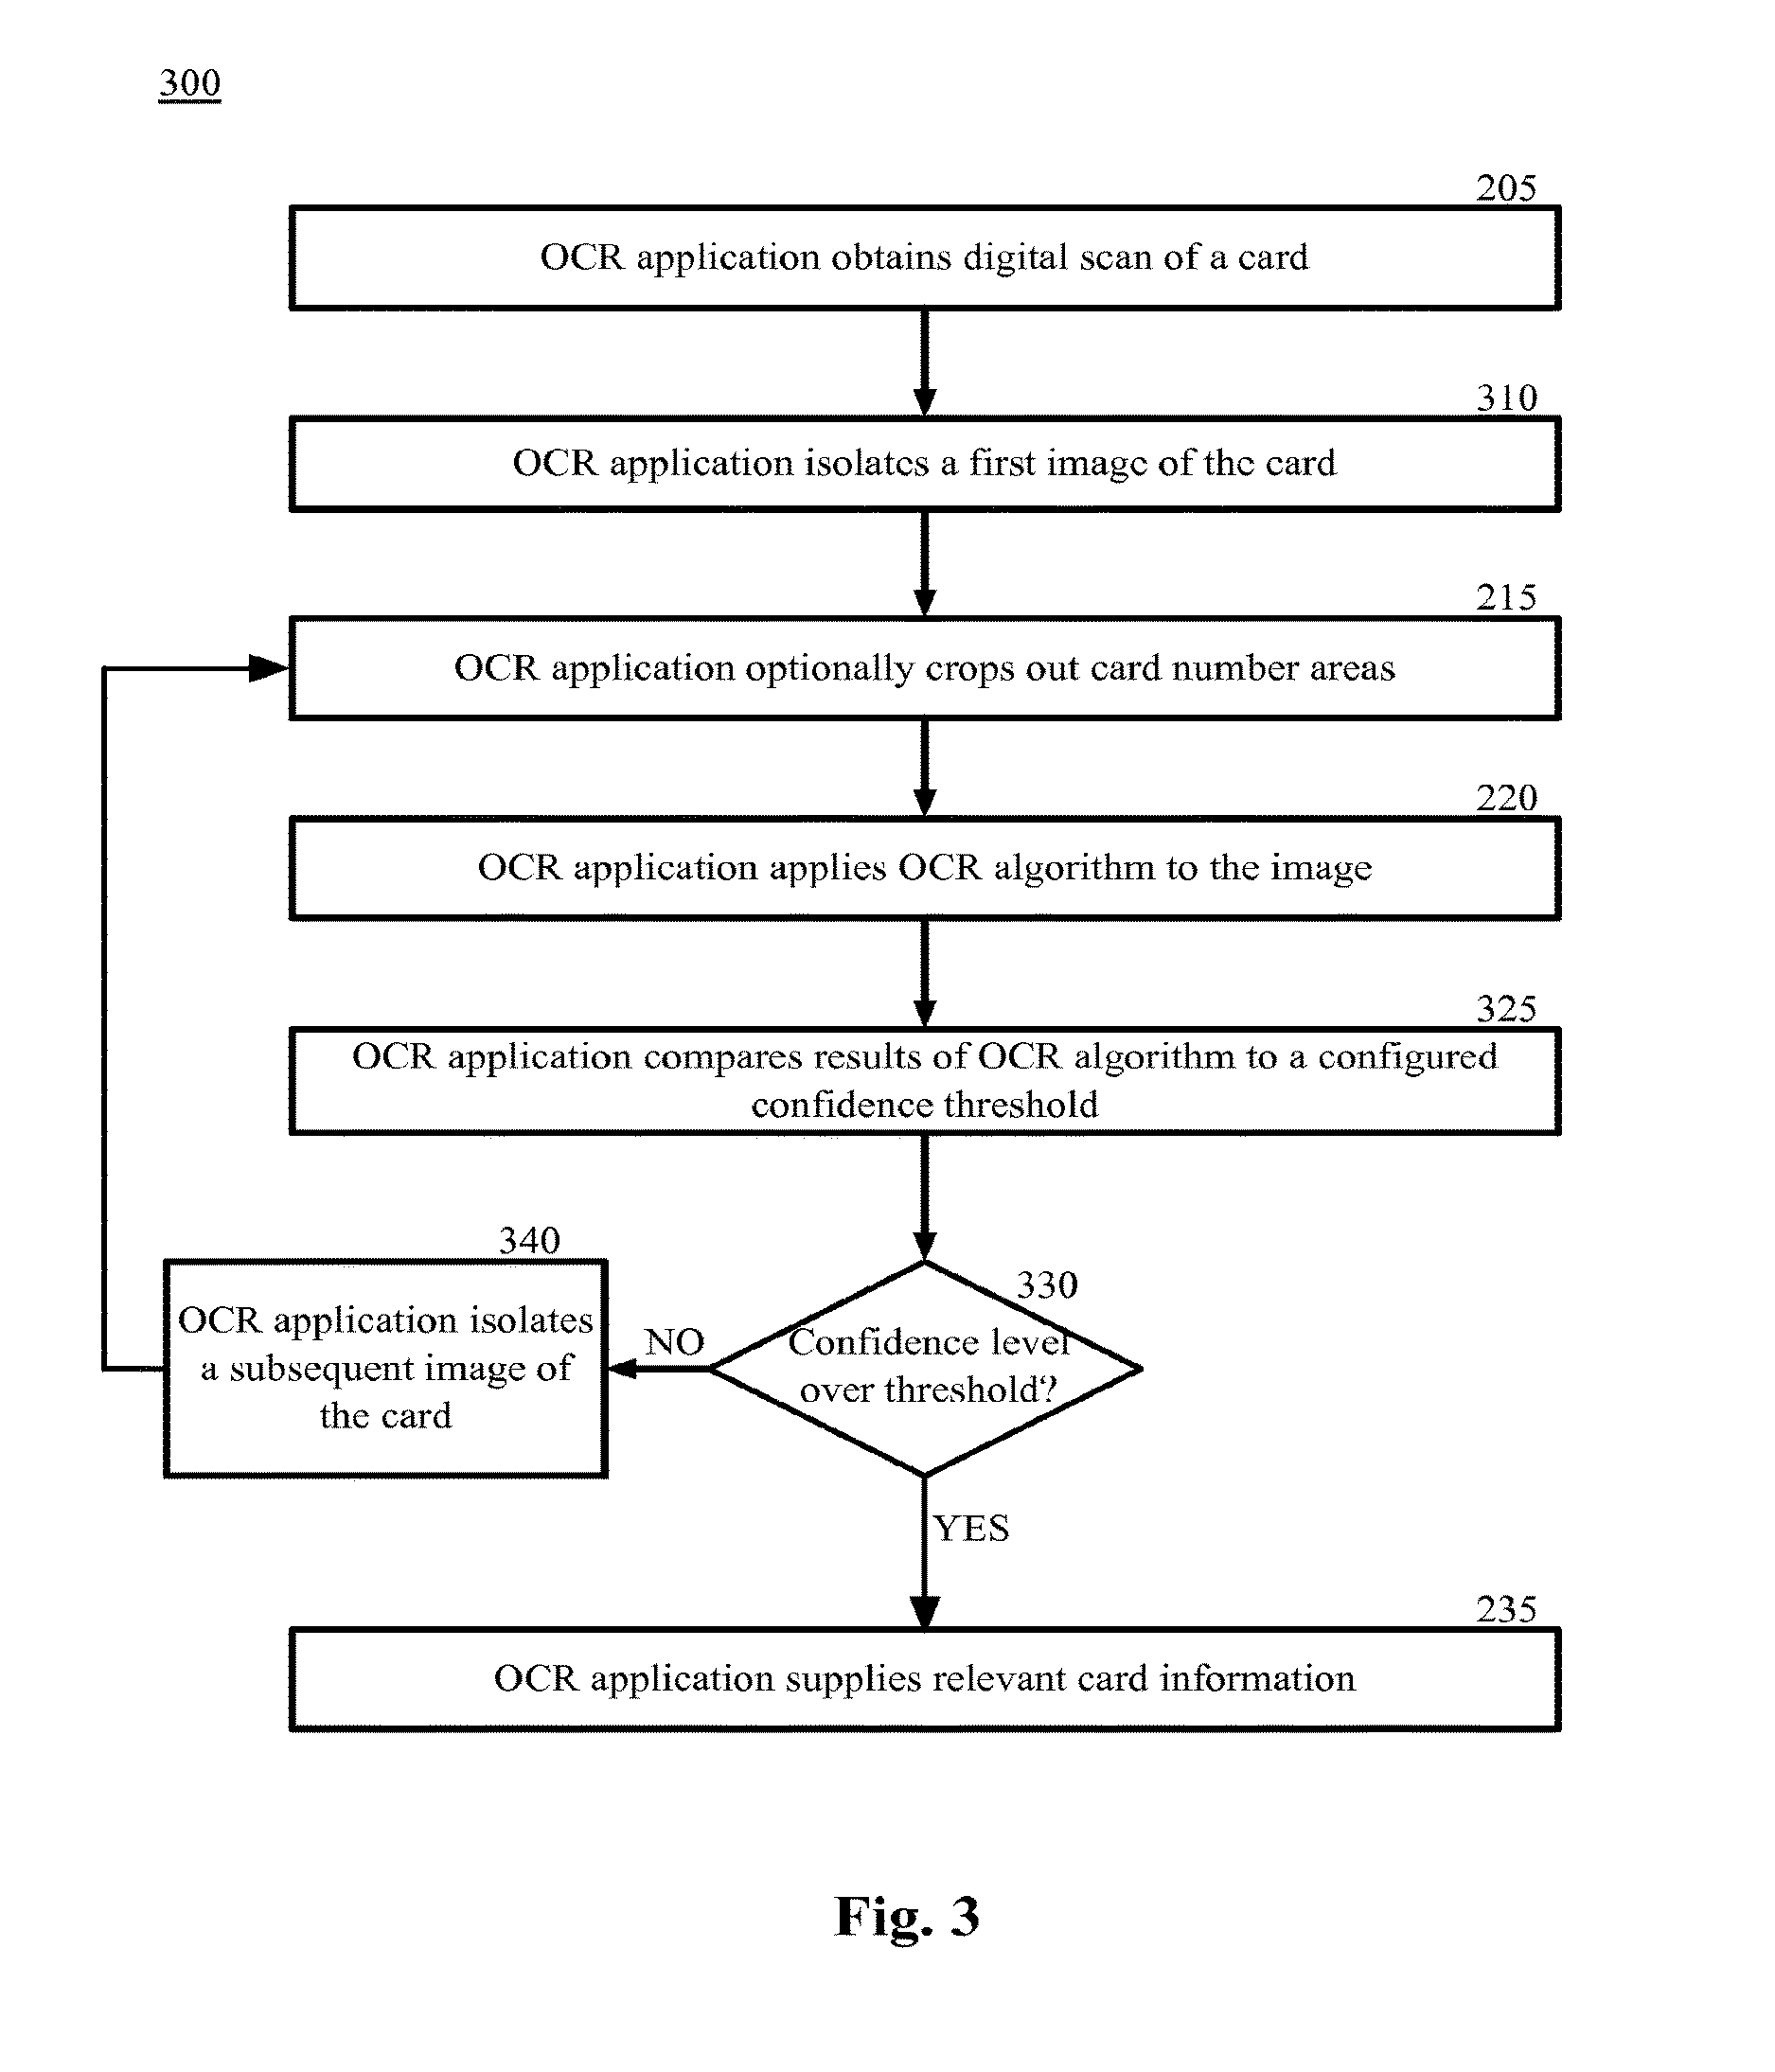 300
205
OCR application obtains digital scan of a card
310
OCR application isolates a first image of the card
215
OCR application optionally crops out card number areas
220
OCR application applies OCR algorithm to the image
325
OCR application compares results of OCR algorithm to a configured
confidence threshold
340
OCR application isolates
a subsequent image of
the card
NO
330
Confidence level
over threshold?
YES
235
OCR application supplies relevant card information
Fig. 3